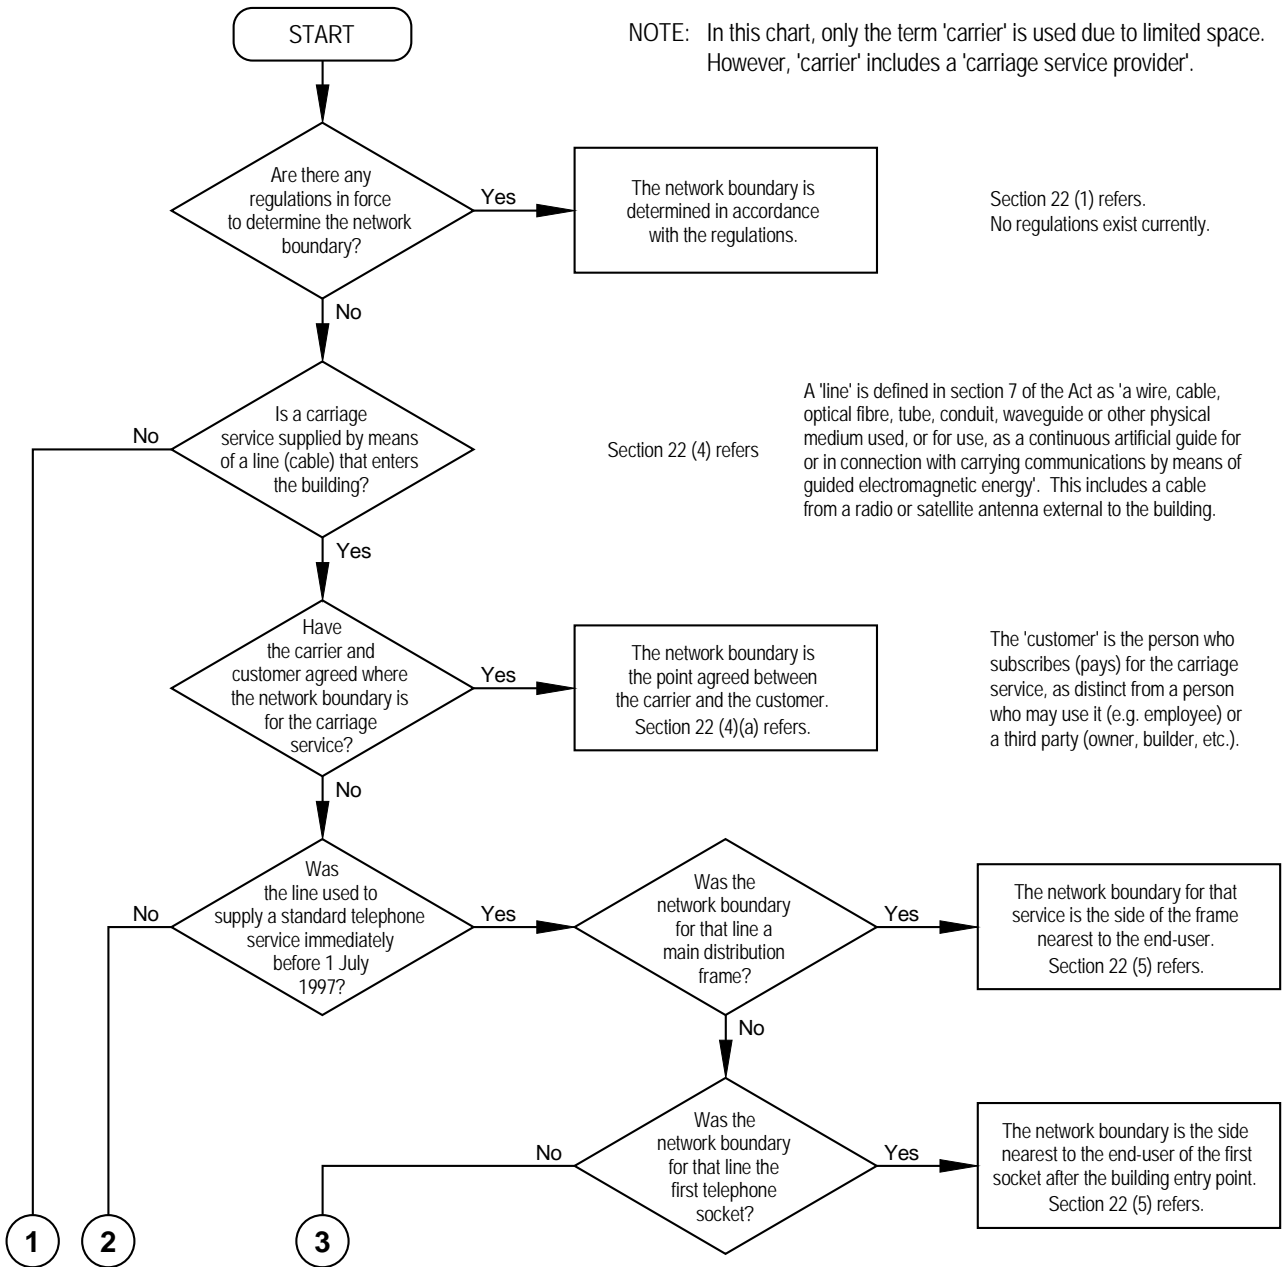 START
NOTE: In this chart, only the term 'carrier' is used due to limited space.
However, 'carrier' includes a 'carriage service provider'.
Are there any
regulations in force
to determine the network
boundary?
Yes
The network boundary is
determined in accordance
with the regulations.
Section 22 (1) refers.
No regulations exist currently.
No
Is a carriage
service supplied by means
of a line (cable) that enters
the building?
No
Section 22 (4) refers
A 'line' is defined in section 7 of the Act as 'a wire, cable,
optical fibre, tube, conduit, waveguide or other physical
medium used, or for use, as a continuous artificial guide for
or in connection with carrying communications by means of
guided electromagnetic energy'. This includes a cable
from a radio or satellite antenna external to the building.
Yes
Have
the carrier and
customer agreed where
the network boundary is
for the carriage
service?
Yes
The network boundary is
the point agreed between
the carrier and the customer.
Section 22 (4)(a) refers.
The 'customer' is the person who
subscribes (pays) for the carriage
service, as distinct from a person
who may use it (e.g. employee) or
a third party (owner, builder, etc.).
No
Was
the line used to
supply a standard telephone
service immediately
before 1 July
1997?
No
Yes
Was the
network boundary
for that line a
main distribution
frame?
Yes
The network boundary for that
service is the side of the frame
nearest to the end-user.
Section 22 (5) refers.
No
Was the
network boundary
for that line the
first telephone
socket?
No
Yes
The network boundary is the side
nearest to the end-user of the first
socket after the building entry point.
Section 22 (5) refers.
1
2
3